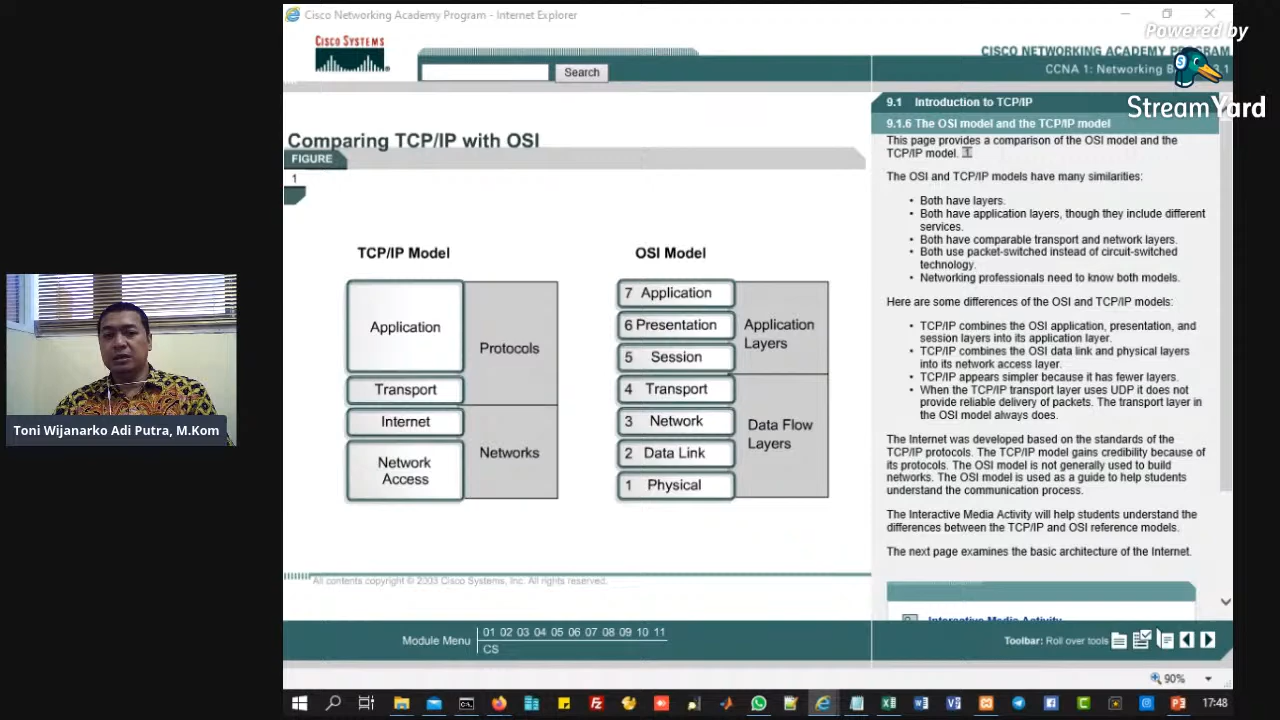 Cisco Networking Academy Program - Internet Explorer
Powered by
StreamYard
CISCO SYSTEMS
Search
CISCO NETWORKING ACADEMY PROGRAM
CCNA 1: Networking
3.1
Comparing TCP/IP with OSI
FIGURE
1
TCP/IP Model
Application
Transport
Internet
Network
Access
Protocols
Networks
OSI Model
7 Application
6 Presentation
5 Session
4 Transport
3 Network
2 Data Link
1 Physical
Application
Layers
Data Flow
Layers
Toni Wijanarko Adi Putra, M.Kom
9.1 Introduction to TCP/IP
9.1.6 The OSI model and the TCP/IP model
This page provides a comparison of the OSI model and the
TCP/IP model.
The OSI and TCP/IP models have many similarities:
• Both have layers.
• Both have application layers, though they include different
services.
• Both have comparable transport and network layers.
• Both use packet-switched instead of circuit-switched
technology.
• Networking professionals need to know both models.
Here are some differences of the OSI and TCP/IP models:
• TCP/IP combines the OSI application, presentation, and
session layers into its application layer.
• TCP/IP combines the OSI data link and physical layers
into its network access layer.
• TCP/IP appears simpler because it has fewer layers.
• When the TCP/IP transport layer uses UDP it does not
provide reliable delivery of packets. The transport layer in
the OSI model always does.
The Internet was developed based on the standards of the
TCP/IP protocols. The TCP/IP model gains credibility because of
its protocols. The OSI model is not generally used to build
networks. The OSI model is used as a guide to help students
understand the communication process.
The Interactive Media Activity will help students understand the
differences between the TCP/IP and OSI reference models.
The next page examines the basic architecture of the Internet.
Interactive Media Activity
All contents copyright © 2003 Cisco Systems, Inc. All rights reserved.
Module Menu
01 02 03 04 05 06 07 08 09 10 11
CS
Toolbar: Roll over tools
90%
17:48